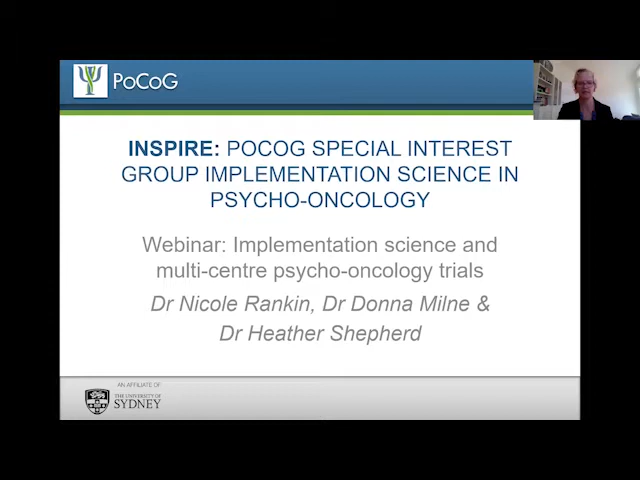 PoCoG
INSPIRE: POCOG SPECIAL INTEREST
GROUP IMPLEMENTATION SCIENCE IN
PSYCHO-ONCOLOGY
Webinar: Implementation science and
multi-centre psycho-oncology trials
Dr Nicole Rankin, Dr Donna Milne &
Dr Heather Shepherd
AN AFFILIATE OF:
THE UNIVERSITY OF
SYDNEY